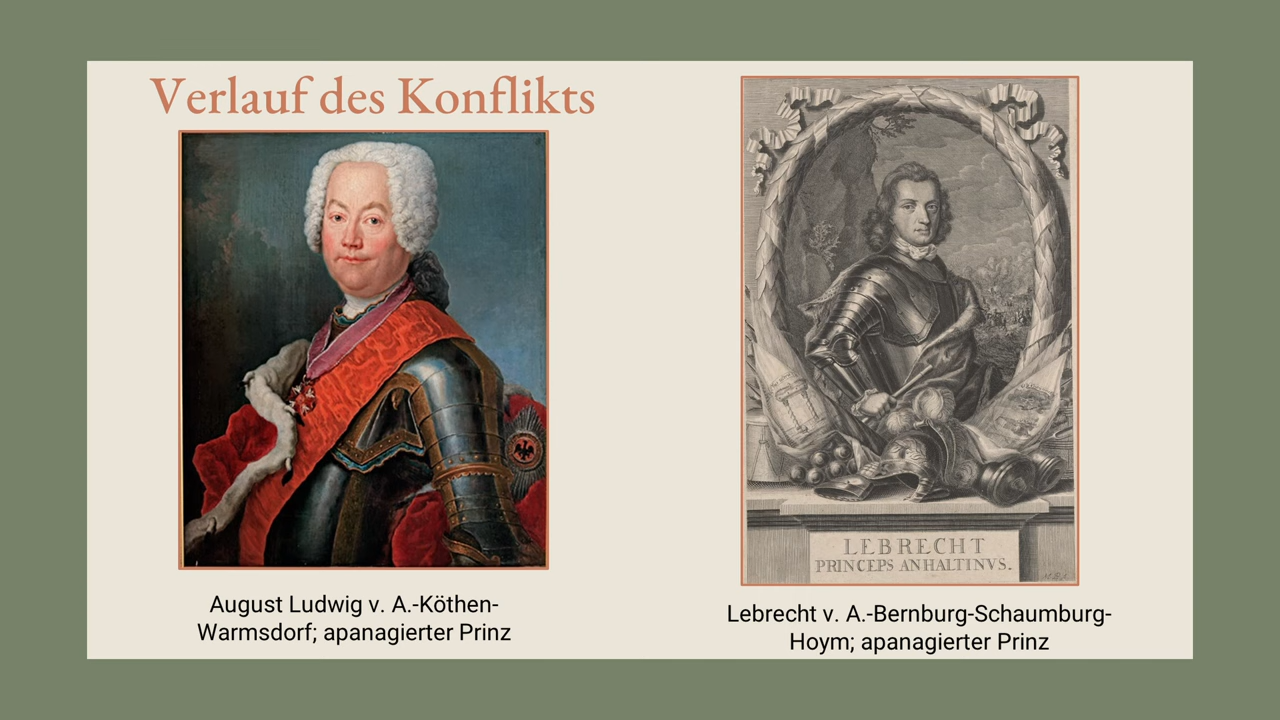 Verlauf des Konflikts
August Ludwig v. A.-Köthen-
Warmsdorf; apanagierter Prinz
LEBRECHT
PRINCEPS ANHALTINVS.
Lebrecht v. A.-Bernburg-Schaumburg-
Hoym; apanagierter Prinz